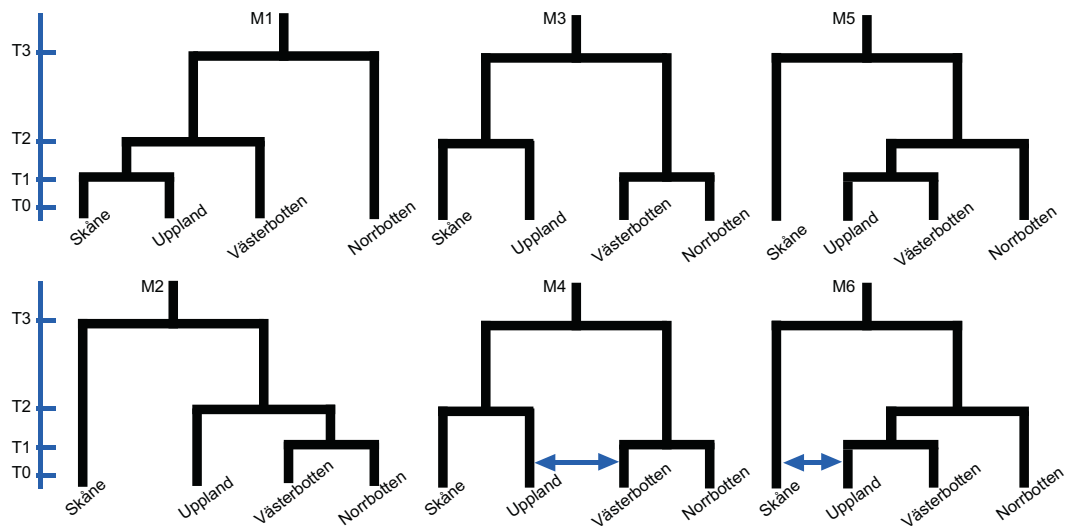 M1 M3 M5
T3
T2
T1
T0
Skåne Uppland Västerbotten Norrbotten Skåne Uppland Västerbotten Norrbotten Skåne Uppland Västerbotten Norrbotten
M2 M4 M6
T3
T2
T1
T0
Skåne Uppland Västerbotten Norrbotten Skåne Uppland Västerbotten Norrbotten Skåne Uppland Västerbotten Norrbotten